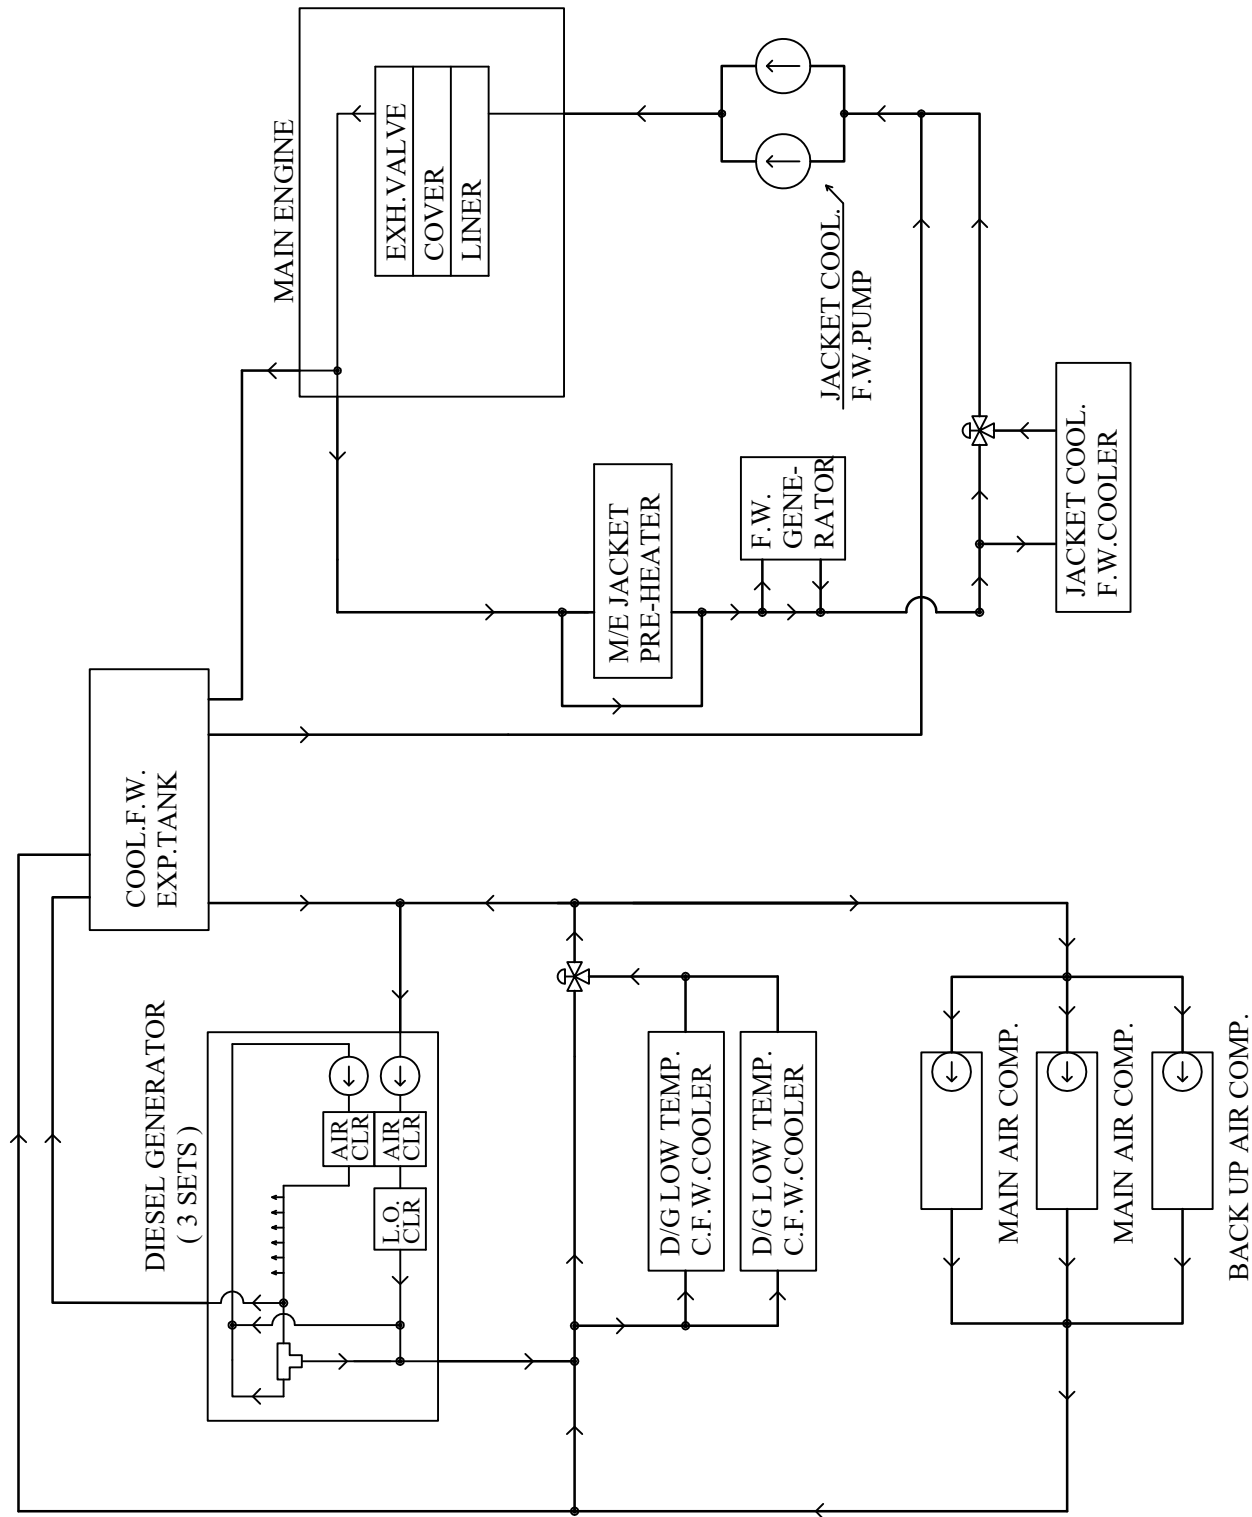 MAIN ENGINE
EXH.VALVE
COVER
LINER
JACKET COOL.
F.W.PUMP
M/E JACKET
PRE-HEATER
F.W.
GENE-
RATOR
JACKET COOL.
F.W.COOLER
COOL.F.W.
EXP.TANK
DIESEL GENERATOR
( 3 SETS )
AIR
CLR
AIR
CLR
L.O.
CLR
D/G LOW TEMP.
C.F.W.COOLER
D/G LOW TEMP.
C.F.W.COOLER
MAIN AIR COMP.
MAIN AIR COMP.
BACK UP AIR COMP.